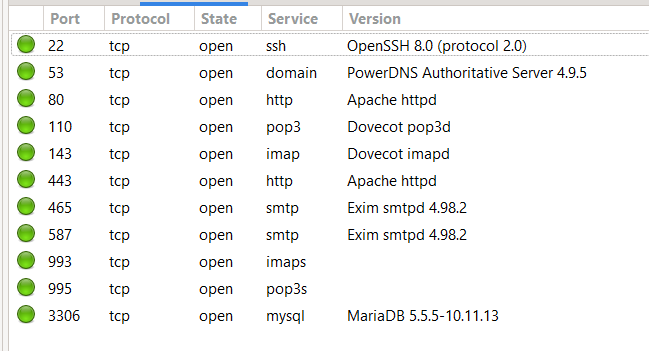 Port Protocol State Service Version
22 tcp open ssh OpenSSH 8.0 (protocol 2.0)
53 tcp open domain PowerDNS Authoritative Server 4.9.5
80 tcp open http Apache httpd
110 tcp open pop3 Dovecot pop3d
143 tcp open imap Dovecot imapd
443 tcp open http Apache httpd
465 tcp open smtp Exim smtpd 4.98.2
587 tcp open smtp Exim smtpd 4.98.2
993 tcp open imaps
995 tcp open pop3s
3306 tcp open mysql MariaDB 5.5.5-10.11.13